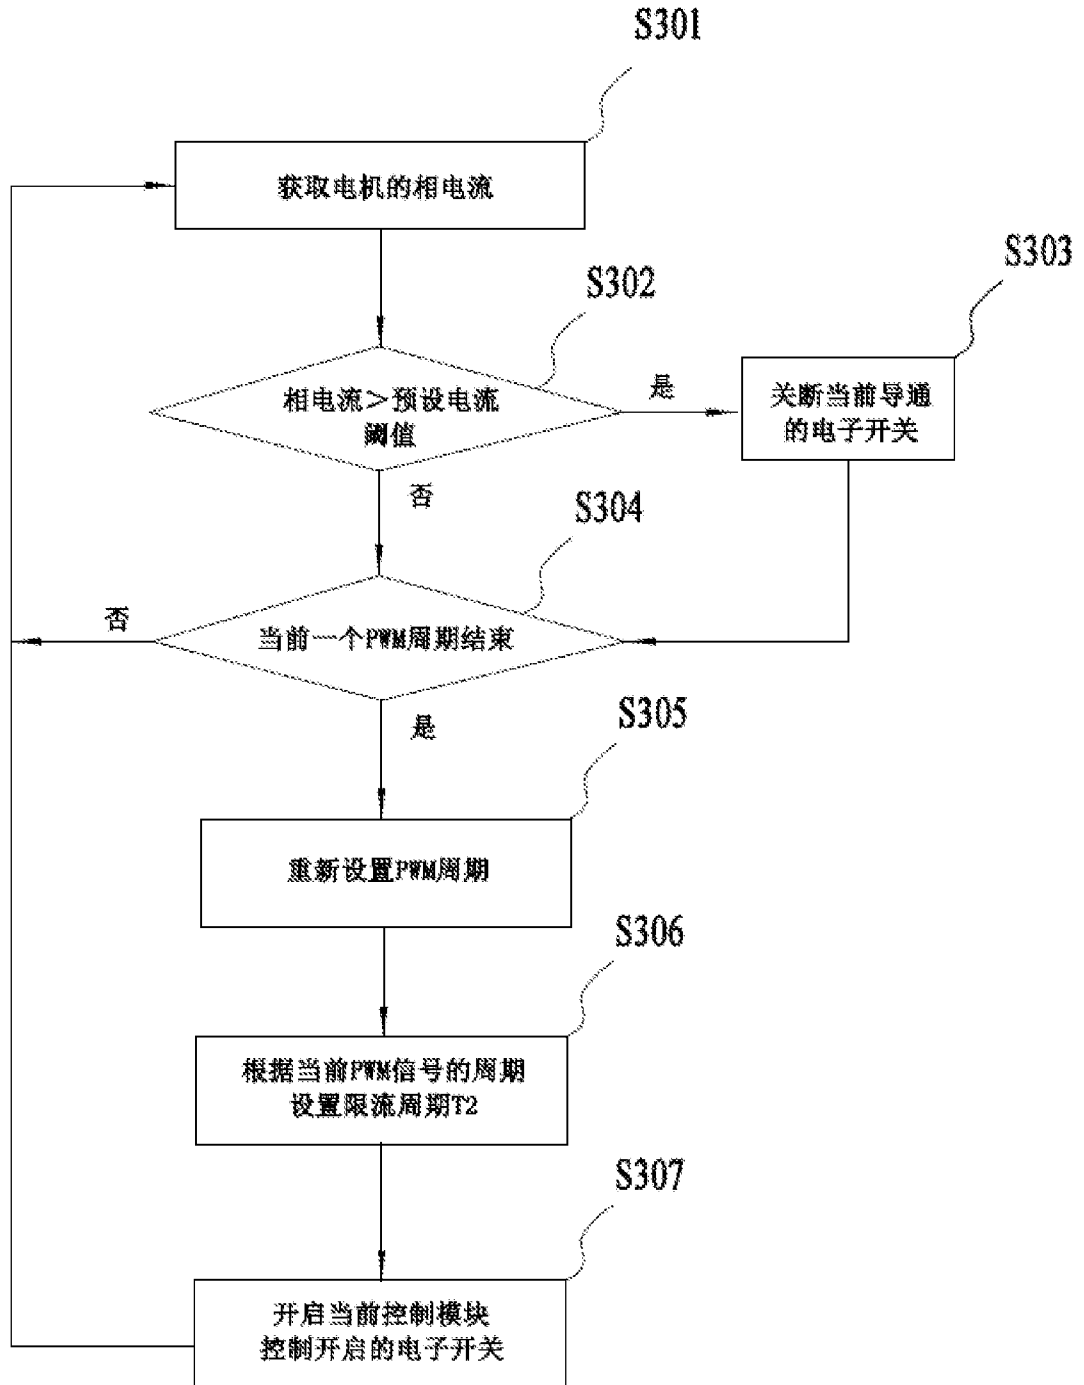 S301
获取电机的相电流
S303
S302
相电流＞预设电流
阈值
是
关断当前导通
的电子开关
否
S304
否
当前一个PWM周期结束
是
S305
重新设置PWM周期
S306
根据当前PWM信号的周期
设置限流周期T2
S307
开启当前控制模块
控制开启的电子开关